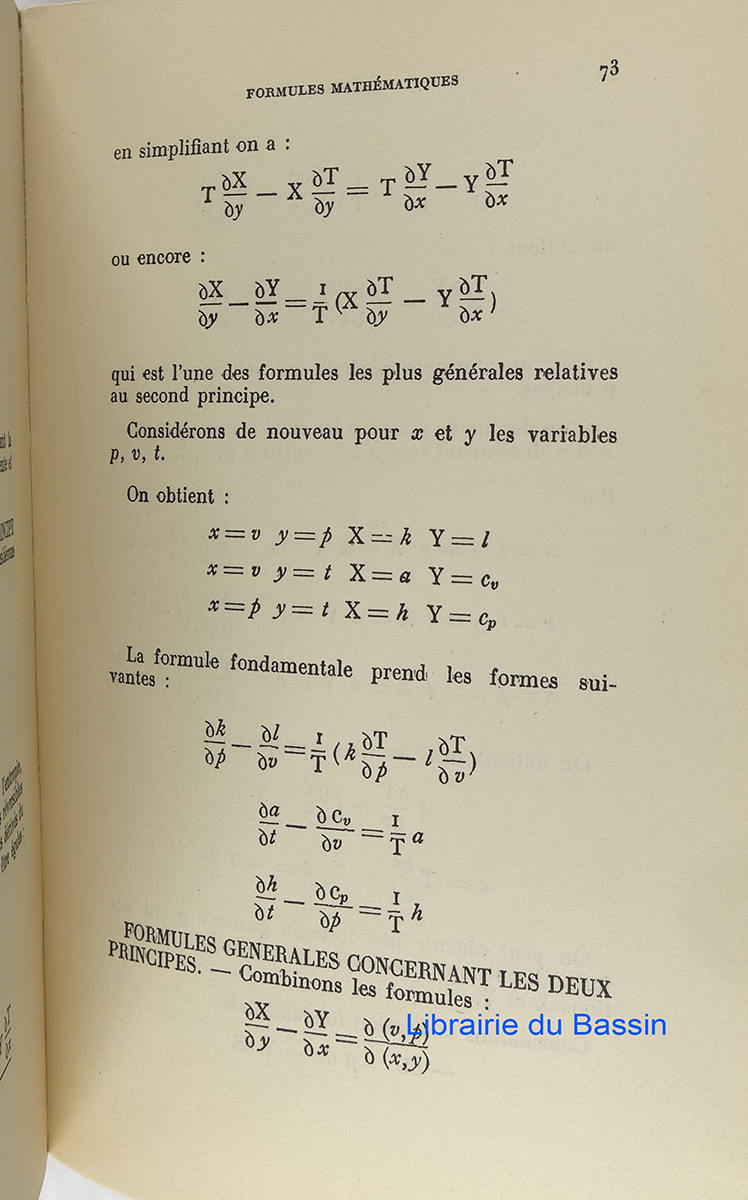 FORMULES MATHÉMATIQUES 73
en simplifiant on a :
T ∂X/∂y — X ∂T/∂y = T ∂Y/∂x — Y ∂T/∂x
ou encore :
∂X/∂y — ∂Y/∂x = 1/T (X ∂T/∂y — Y ∂T/∂x)
qui est l'une des formules les plus générales relatives
au second principe.
Considérons de nouveau pour x et y les variables
p, v, t.
On obtient :
x = v y = p X = k Y = l
x = v y = t X = a Y = c_v
x = p y = t X = h Y = c_p
La formule fondamentale prend les formes sui-
vantes :
∂k/∂p — ∂l/∂v = 1/T (k ∂T/∂p — l ∂T/∂v)
∂a/∂t — ∂c_v/∂v = 1/T a
∂h/∂t — ∂c_p/∂p = 1/T h
FORMULES GENERALES CONCERNANT LES DEUX
PRINCIPES. — Combinons les formules :
∂X/∂y — ∂Y/∂x = ∂(v,p)/∂(x,y)
Librairie du Bassin